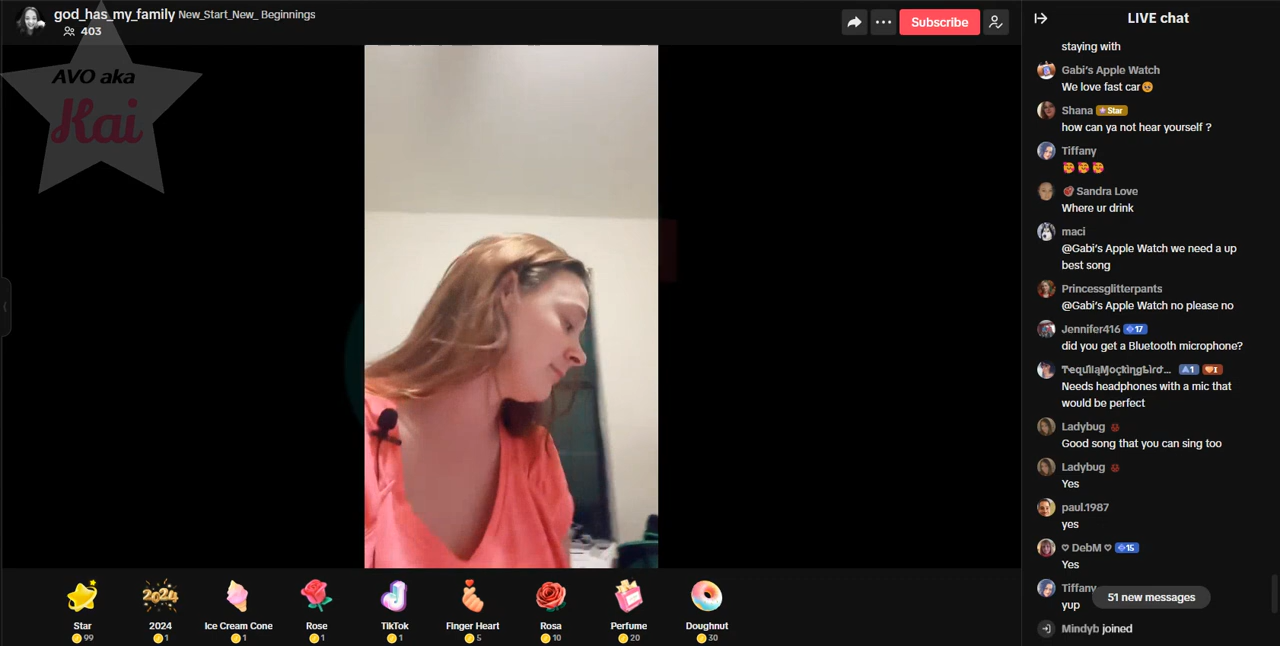 god_has_my_family New_Start_New_ Beginnings
403
Subscribe
AVO aka
Kai
LIVE chat
staying with
Gabi's Apple Watch
We love fast car😡
Shana Star
how can ya not hear yourself ?
Tiffany
🥰 🥰 🥰
Sandra Love
Where ur drink
maci
@Gabi's Apple Watch we need a up
best song
Princessglitterpants
@Gabi's Apple Watch no please no
Jennifer416 17
did you get a Bluetooth microphone?
1 1
Needs headphones with a mic that
would be perfect
Ladybug
Good song that you can sing too
Ladybug
Yes
paul.1987
yes
♡ DebM ♡ 15
Yes
Tiffany
yup
51 new messages
Mindyb joined
2024
Star
2024
Ice Cream Cone
Rose
TikTok
Finger Heart
Rosa
Perfume
Doughnut
99
1
1
1
1
5
10
20
30